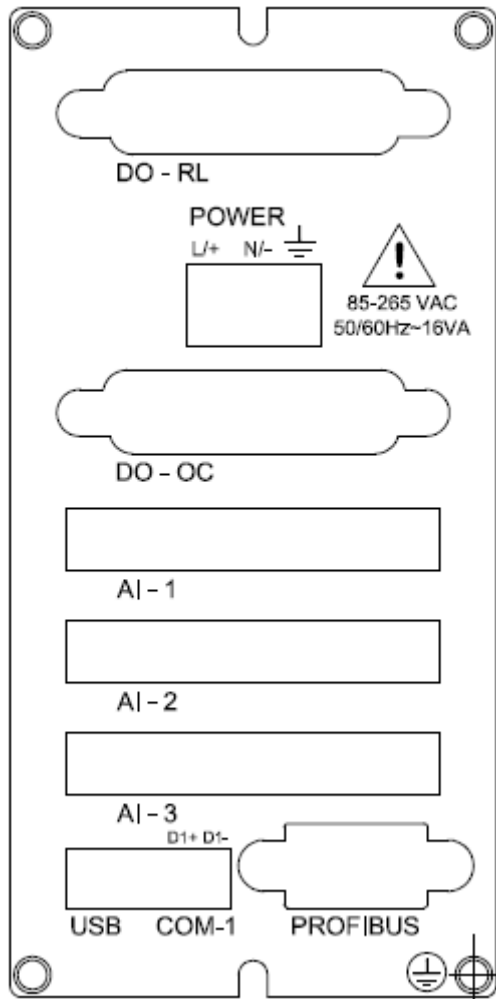 DO - RL
POWER
L/+ N/-
!
85-265 VAC
50/60Hz~16VA
DO - OC
AI - 1
AI - 2
AI - 3
D1+ D1-
USB COM-1 PROFIBUS